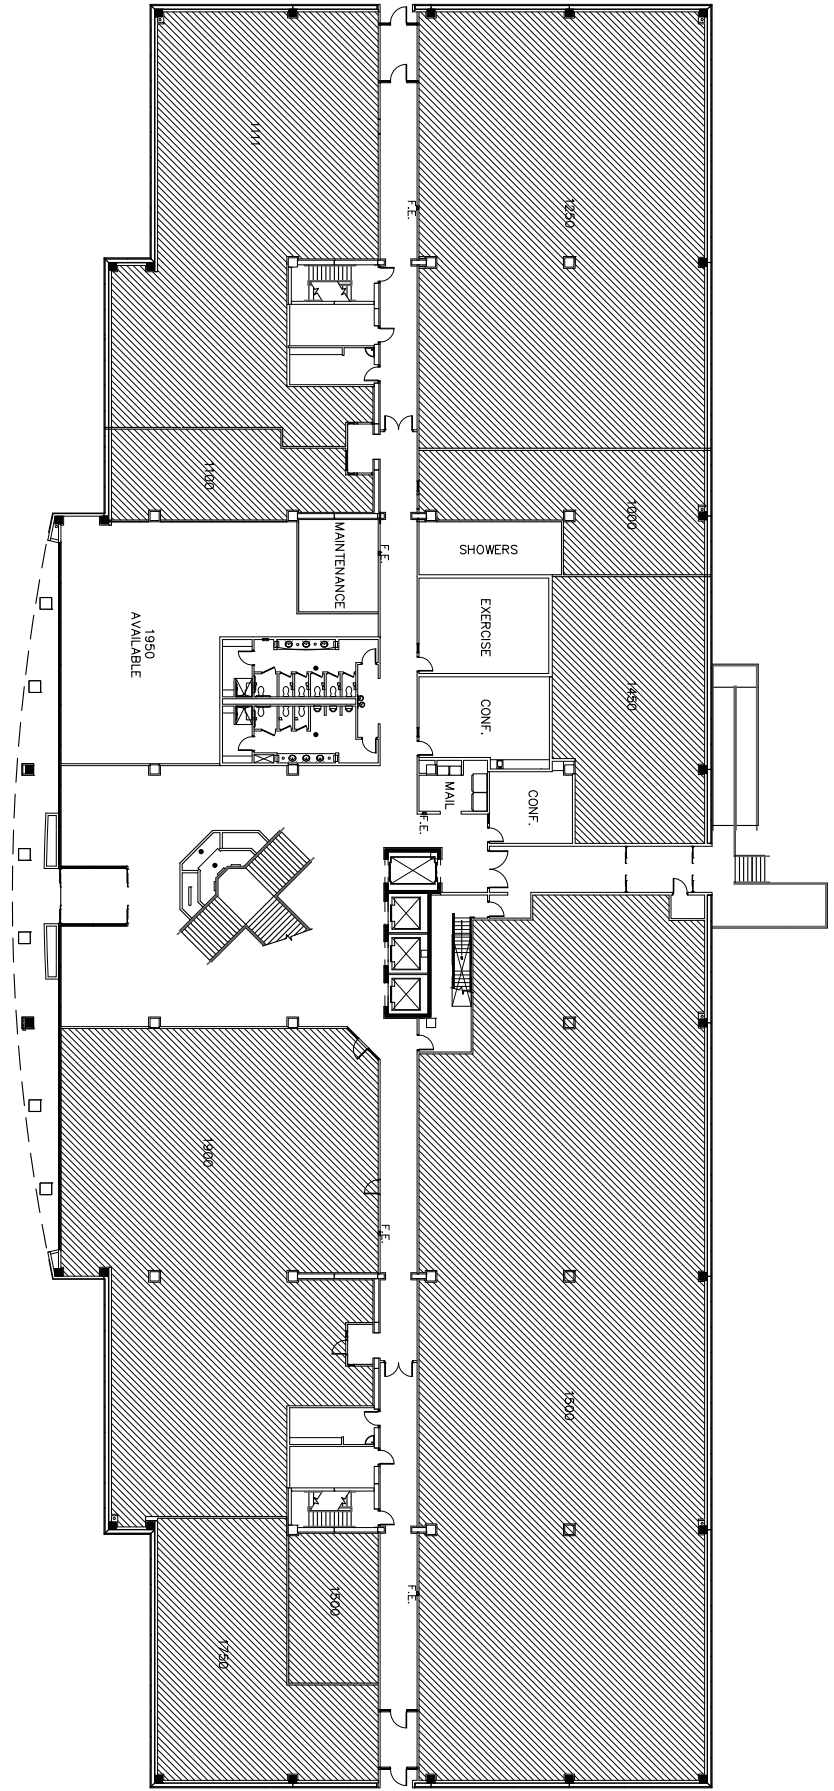 1111
1250
F.E.
1100
1000
MAINTENANCE
F.E.
SHOWERS
EXERCISE
1950
AVAILABLE
1450
CONF.
MAIL
CONF.
F.E.
1900
F.E.
1500
F.E.
1500
1750